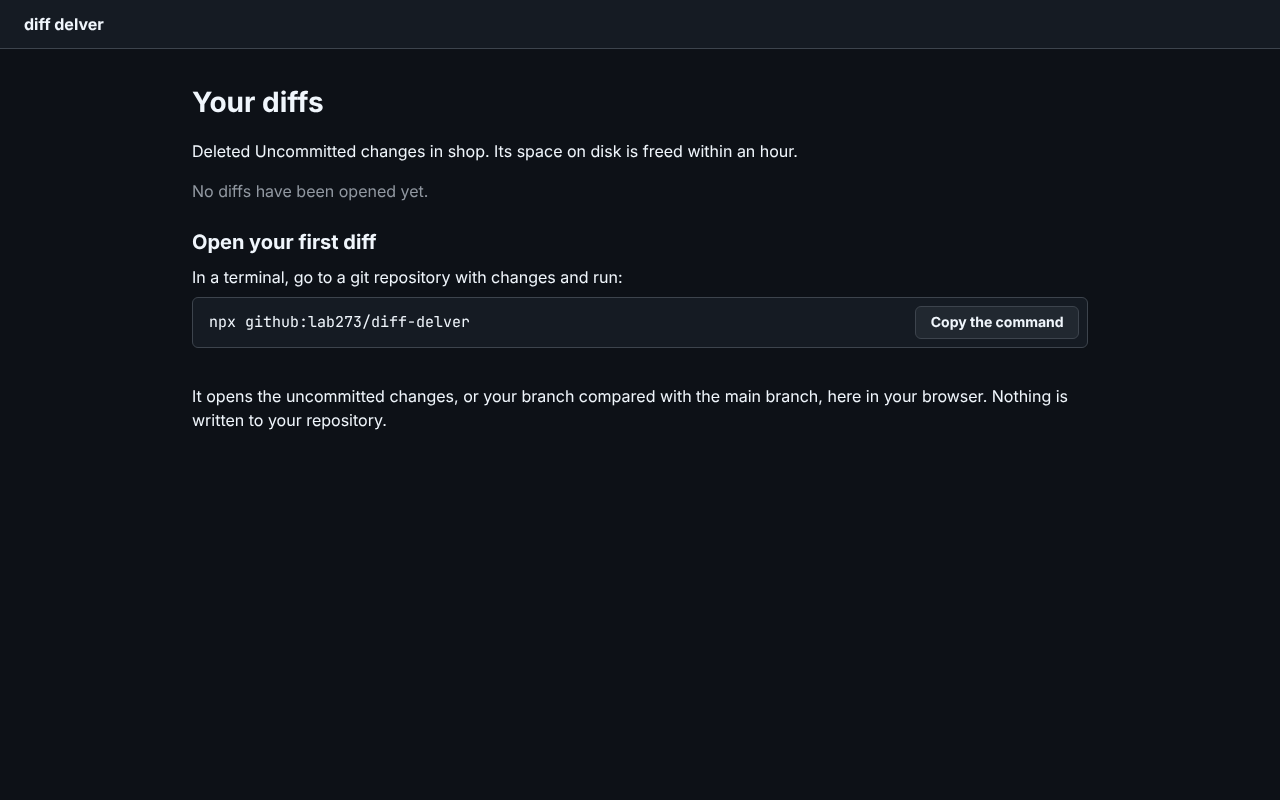 diff delver
Your diffs
Deleted Uncommitted changes in shop. Its space on disk is freed within an hour.
No diffs have been opened yet.
Open your first diff
In a terminal, go to a git repository with changes and run:
npx github:lab273/diff-delver
Copy the command
It opens the uncommitted changes, or your branch compared with the main branch, here in your browser. Nothing is
written to your repository.